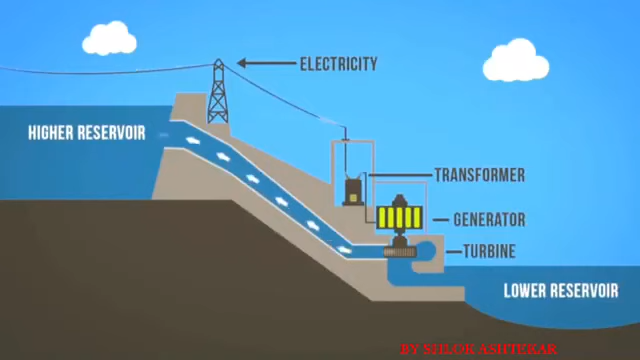 ELECTRICITY
HIGHER RESERVOIR
TRANSFORMER
GENERATOR
TURBINE
LOWER RESERVOIR
BY SHLOK ASHTEKAR